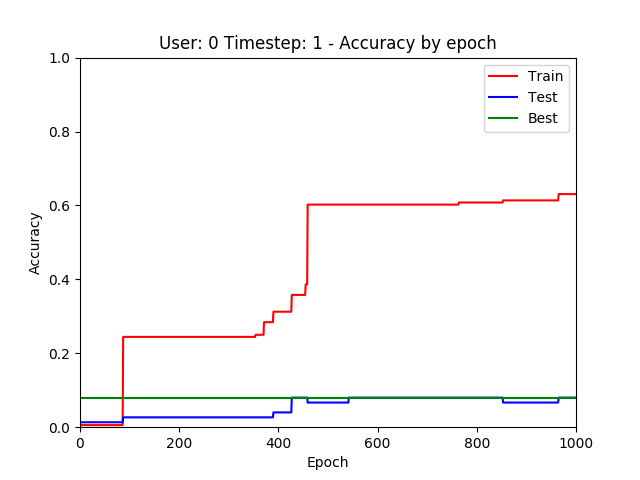 User: 0 Timestep: 1 - Accuracy by epoch
1.0
0.8
0.6
0.4
0.2
0.0
Accuracy
Train
Test
Best
0 200 400 600 800 1000
Epoch